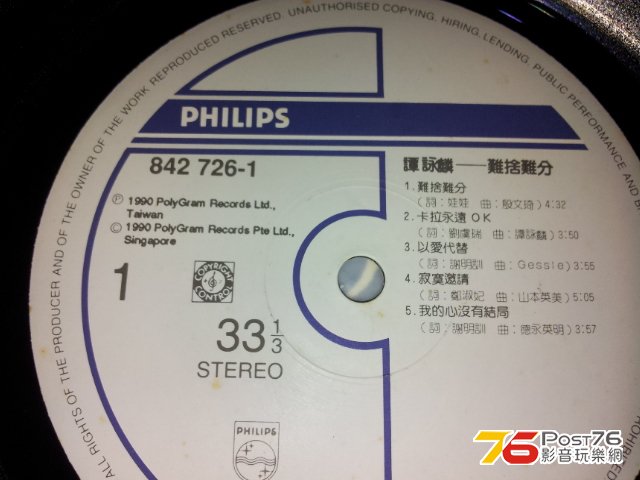 ALL RIGHTS OF THE PRODUCER AND OF THE OWNER OF THE WORK REPRODUCED RESERVED. UNAUTHORISED COPYING, HIRING, LENDING, PUBLIC PERFORMANCE AND
PHILIPS
842 726-1
Ⓟ 1990 PolyGram Records Ltd.,
Taiwan
© 1990 PolyGram Records Pte Ltd.,
Singapore
1
COPYRIGHT CONTROL
33 1/3
STEREO
PHILIPS
譚詠麟——難捨難分
1. 難捨難分
(詞：娃娃 曲：殷文琦) 4:32
2. 卡拉永遠OK
(詞：劉虞瑞 曲：譚詠麟) 3:50
3. 以愛代替
(詞：謝明訓 曲：Gessle) 3:55
4. 寂寞邀請
(詞：鄭淑妃 曲：山本英美) 5:05
5. 我的心沒有結局
(詞：謝明訓 曲：德永英明) 3:57
76 Post76
影音玩樂網